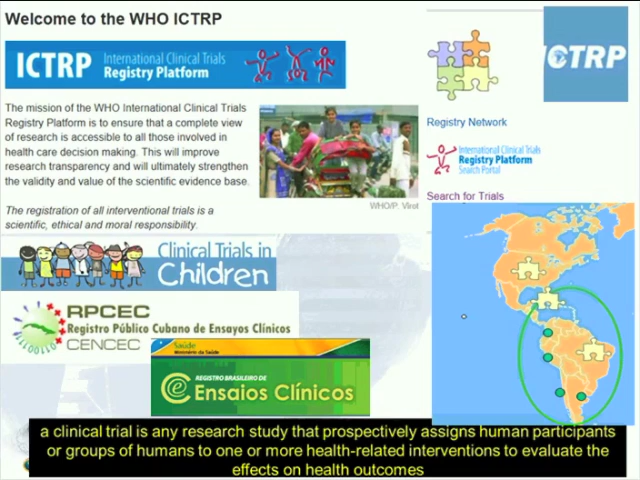 Welcome to the WHO ICTRP
ICTRP International Clinical Trials
Registry Platform
The mission of the WHO International Clinical Trials
Registry Platform is to ensure that a complete view
of research is accessible to all those involved in
health care decision making. This will improve
research transparency and will ultimately strengthen
the validity and value of the scientific evidence base.
WHO/P. Virot
The registration of all interventional trials is a
scientific, ethical and moral responsibility.
ICTRP
Registry Network
International Clinical Trials
Registry Platform
Search Portal
Search for Trials
Clinical Trials in
Children
RPCEC
Registro Público Cubano de Ensayos Clínicos
CENCEC
Saúde
Ministério da Saúde
REGISTRO BRASILEIRO DE
Ensaios Clínicos
a clinical trial is any research study that prospectively assigns human participants
or groups of humans to one or more health-related interventions to evaluate the
effects on health outcomes